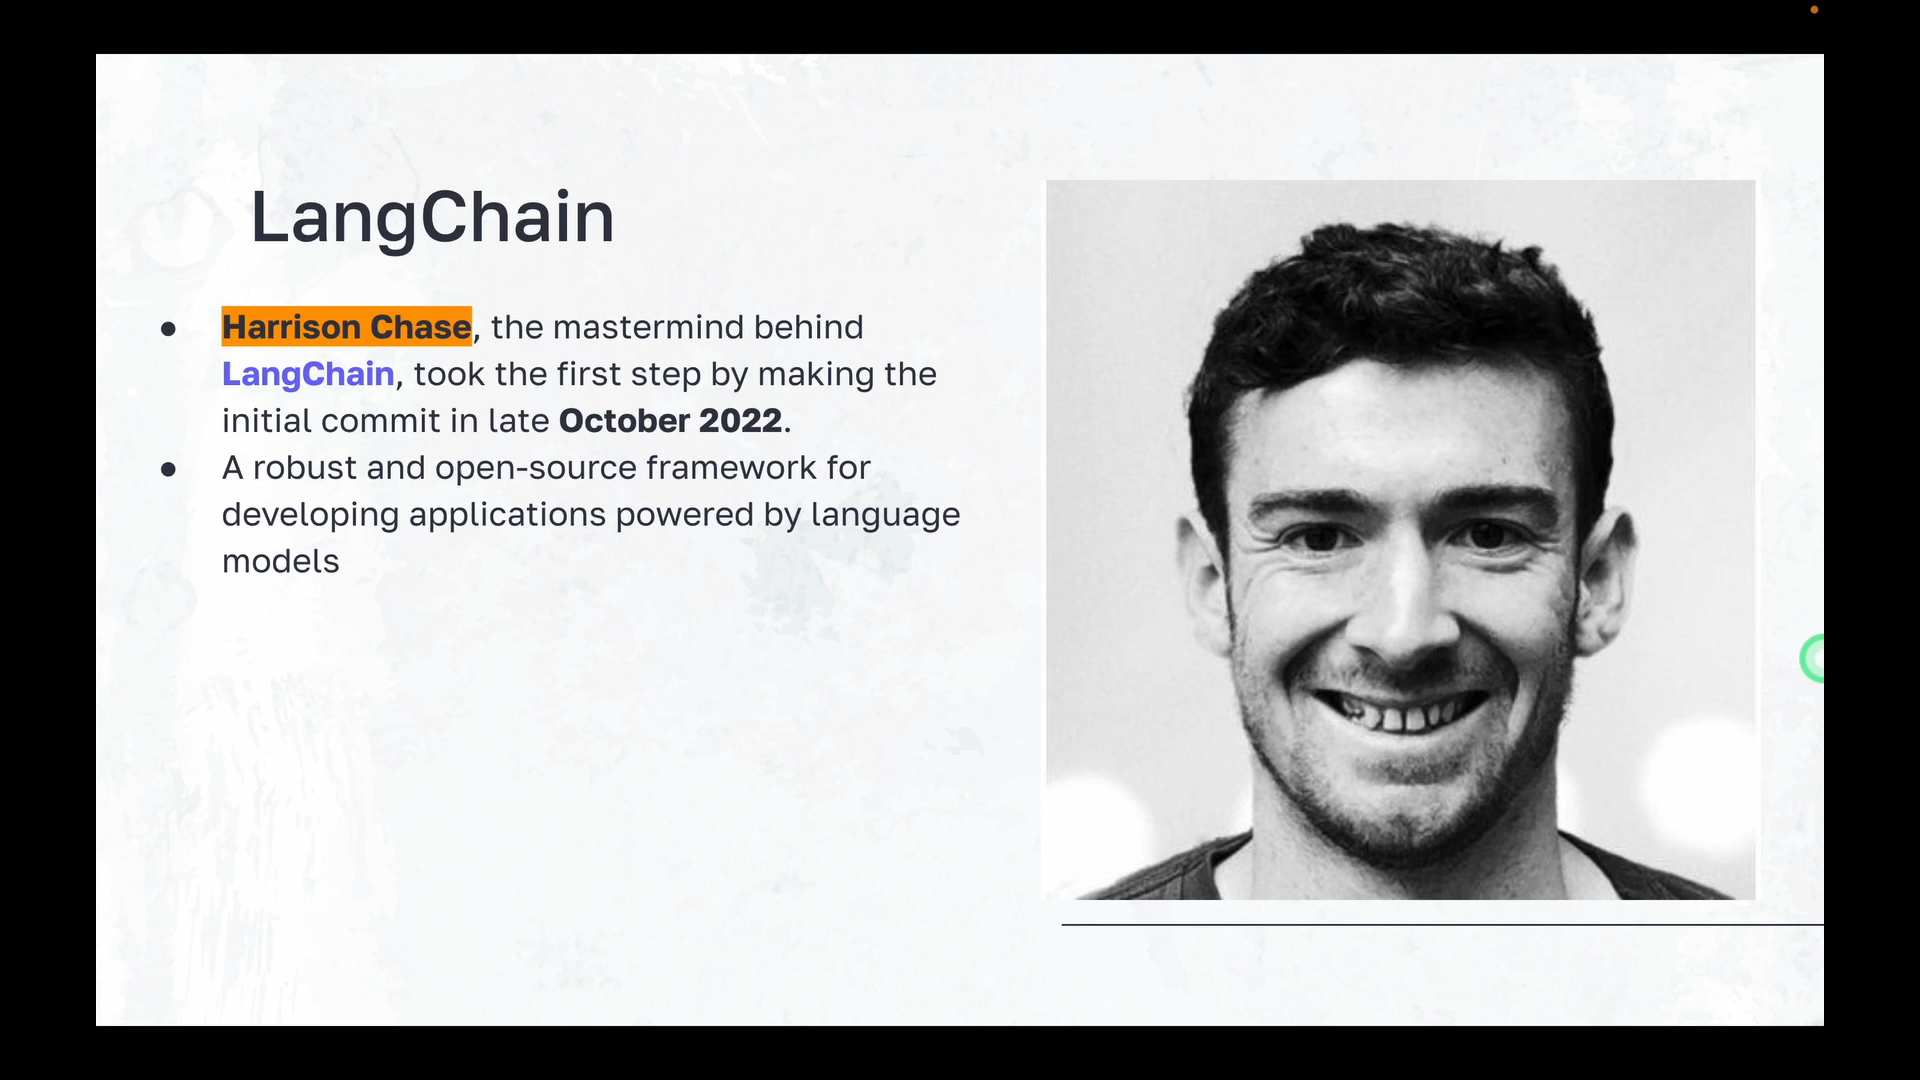 LangChain
● Harrison Chase, the mastermind behind
LangChain, took the first step by making the
initial commit in late October 2022.
● A robust and open-source framework for
developing applications powered by language
models